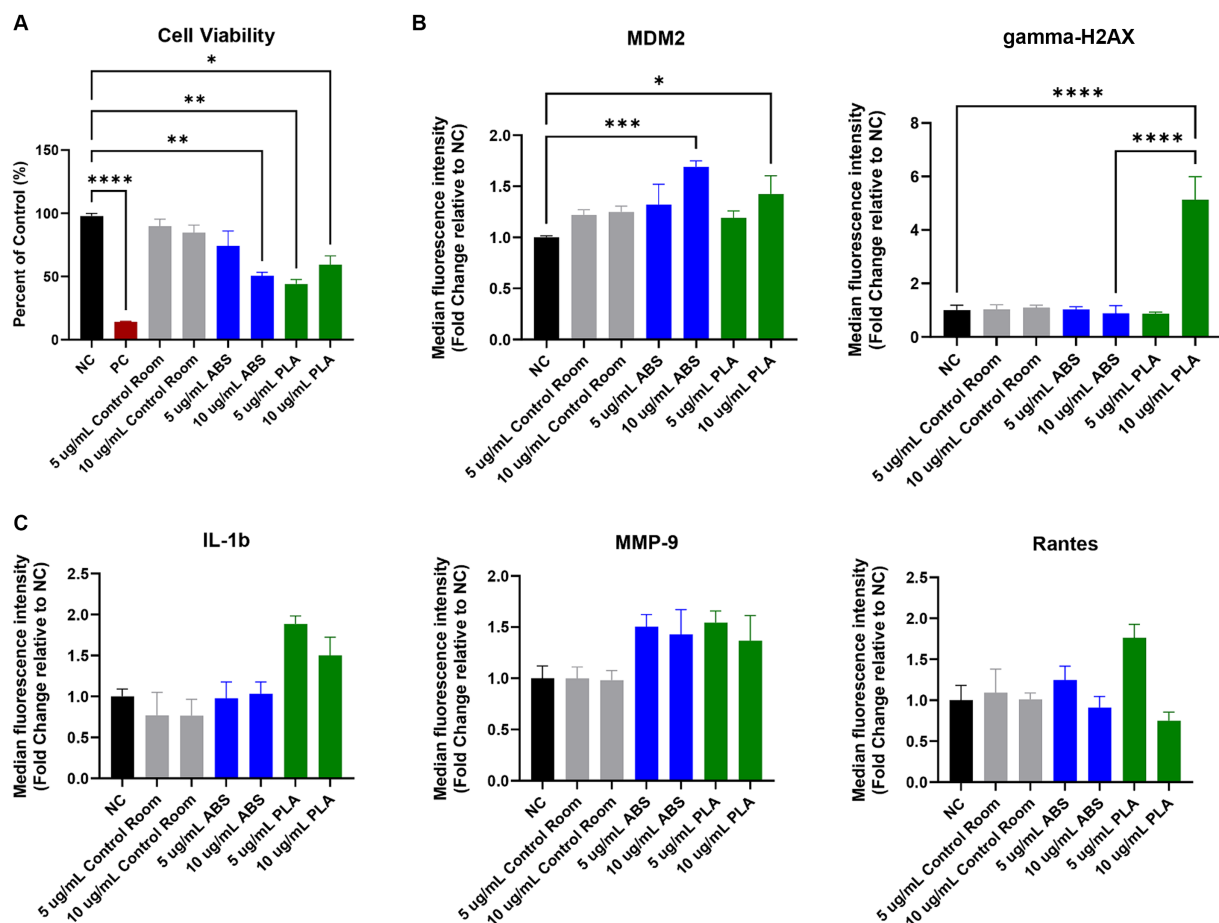 A
Cell Viability
*
**
**
****
Percent of Control (%)
150
100
50
0
NC
PC
5 ug/mL Control Room
10 ug/mL Control Room
5 ug/mL ABS
10 ug/mL ABS
5 ug/mL PLA
10 ug/mL PLA
B
MDM2
*
***
Median fluorescence intensity
(Fold Change relative to NC)
2.0
1.5
1.0
0.5
0.0
NC
5 ug/mL Control Room
10 ug/mL Control Room
5 ug/mL ABS
10 ug/mL ABS
5 ug/mL PLA
10 ug/mL PLA
gamma-H2AX
****
****
Median fluorescence intensity
(Fold Change relative to NC)
8
6
4
2
0
NC
5 ug/mL Control Room
10 ug/mL Control Room
5 ug/mL ABS
10 ug/mL ABS
5 ug/mL PLA
10 ug/mL PLA
C
IL-1b
Median fluorescence intensity
(Fold Change relative to NC)
2.5
2.0
1.5
1.0
0.5
0.0
NC
5 ug/mL Control Room
10 ug/mL Control Room
5 ug/mL ABS
10 ug/mL ABS
5 ug/mL PLA
10 ug/mL PLA
MMP-9
Median fluorescence intensity
(Fold Change relative to NC)
2.0
1.5
1.0
0.5
0.0
NC
5 ug/mL Control Room
10 ug/mL Control Room
5 ug/mL ABS
10 ug/mL ABS
5 ug/mL PLA
10 ug/mL PLA
Rantes
Median fluorescence intensity
(Fold Change relative to NC)
2.5
2.0
1.5
1.0
0.5
0.0
NC
5 ug/mL Control Room
10 ug/mL Control Room
5 ug/mL ABS
10 ug/mL ABS
5 ug/mL PLA
10 ug/mL PLA